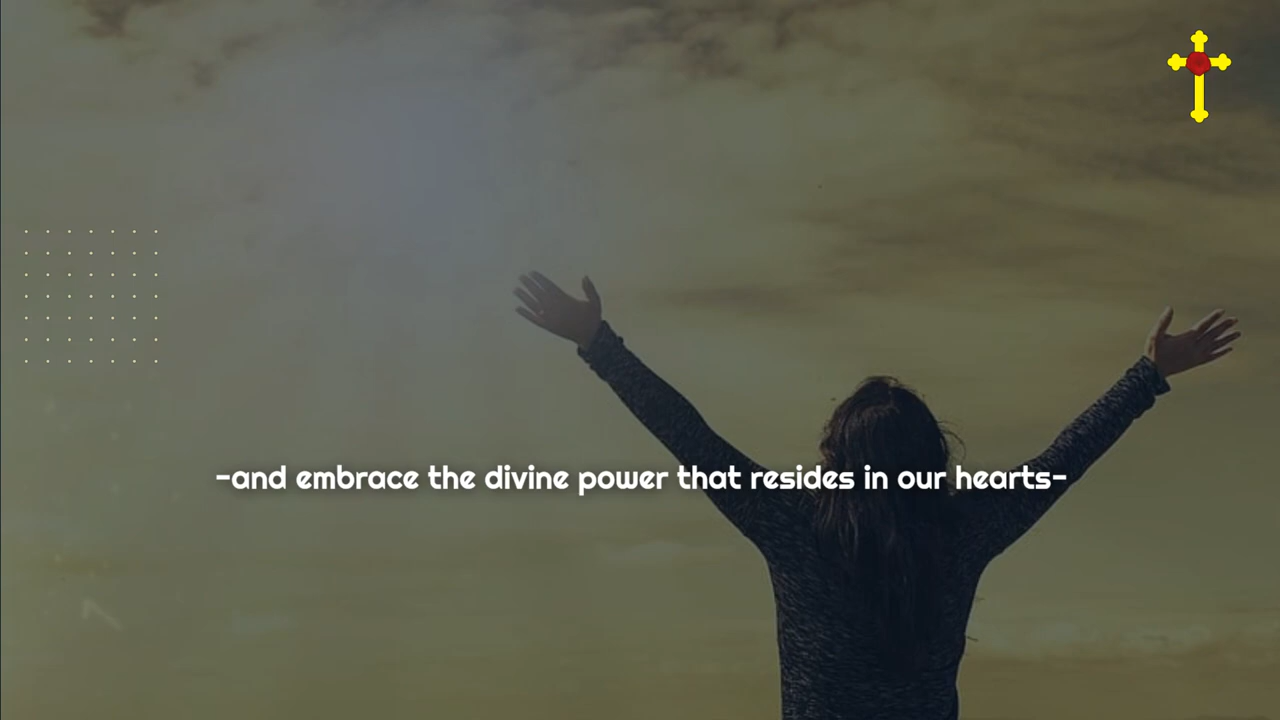 -and embrace the divine power that resides in our hearts-